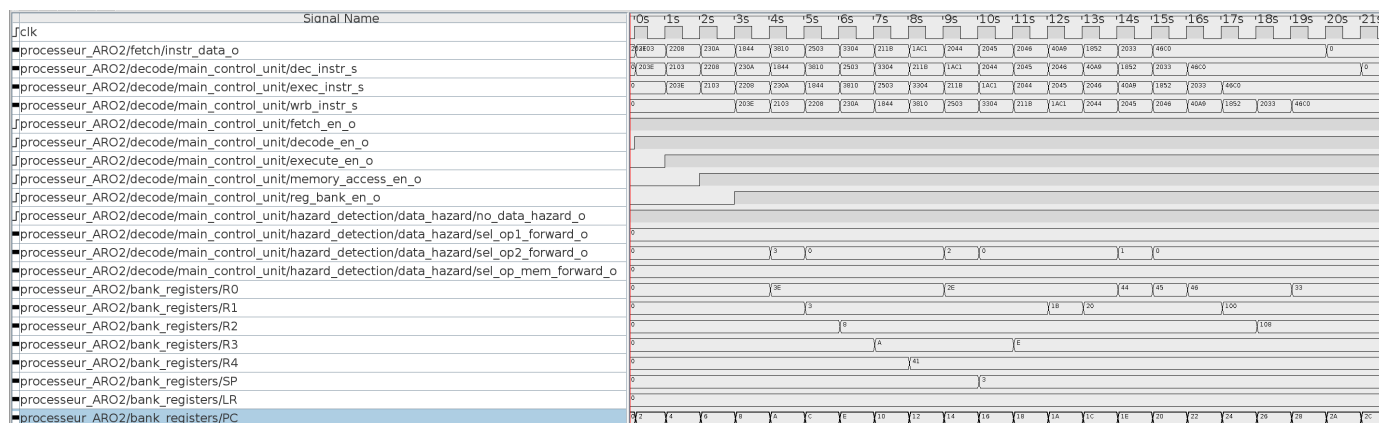 Signal Name 0s 1s 2s 3s 4s 5s 6s 7s 8s 9s 10s 11s 12s 13s 14s 15s 16s 17s 18s 19s 20s 21s
clk
processeur_ARO2/fetch/instr_data_o 2103 2208 230A 1844 3810 2503 3304 211B 1AC1 2044 2045 2046 40A9 1852 2033 46C0 0
processeur_ARO2/decode/main_control_unit/dec_instr_s 0 203E 2103 2208 230A 1844 3810 2503 3304 211B 1AC1 2044 2045 2046 40A9 1852 2033 46C0 0
processeur_ARO2/decode/main_control_unit/exec_instr_s 0 203E 2103 2208 230A 1844 3810 2503 3304 211B 1AC1 2044 2045 2046 40A9 1852 2033 46C0
processeur_ARO2/decode/main_control_unit/wrb_instr_s 0 203E 2103 2208 230A 1844 3810 2503 3304 211B 1AC1 2044 2045 2046 40A9 1852 2033 46C0
processeur_ARO2/decode/main_control_unit/fetch_en_o
processeur_ARO2/decode/main_control_unit/decode_en_o
processeur_ARO2/decode/main_control_unit/execute_en_o
processeur_ARO2/decode/main_control_unit/memory_access_en_o
processeur_ARO2/decode/main_control_unit/reg_bank_en_o
processeur_ARO2/decode/main_control_unit/hazard_detection/data_hazard/no_data_hazard_o
processeur_ARO2/decode/main_control_unit/hazard_detection/data_hazard/sel_op1_forward_o 0
processeur_ARO2/decode/main_control_unit/hazard_detection/data_hazard/sel_op2_forward_o 0 3 0 2 0 1 0
processeur_ARO2/decode/main_control_unit/hazard_detection/data_hazard/sel_op_mem_forward_o 0
processeur_ARO2/bank_registers/R0 0 3E 2E 44 45 46 33
processeur_ARO2/bank_registers/R1 0 3 1B 20 100
processeur_ARO2/bank_registers/R2 0 8 108
processeur_ARO2/bank_registers/R3 0 A E
processeur_ARO2/bank_registers/R4 0 41
processeur_ARO2/bank_registers/SP 0 3
processeur_ARO2/bank_registers/LR 0
processeur_ARO2/bank_registers/PC 0 2 4 6 8 A C E 10 12 14 16 18 1A 1C 1E 20 22 24 26 28 2A 2C